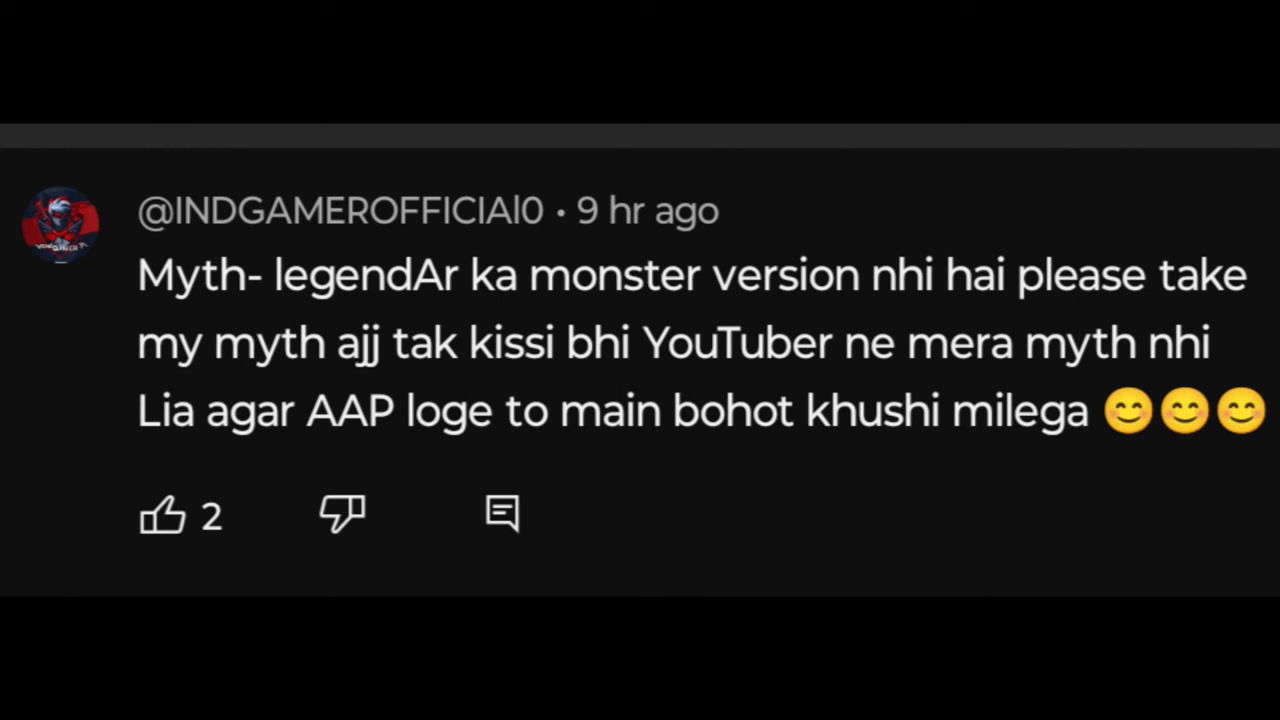 @INDGAMEROFFICIAl0 • 9 hr ago
Myth- legendAr ka monster version nhi hai please take
my myth ajj tak kissi bhi YouTuber ne mera myth nhi
Lia agar AAP loge to main bohot khushi milega 😊😊😊
2